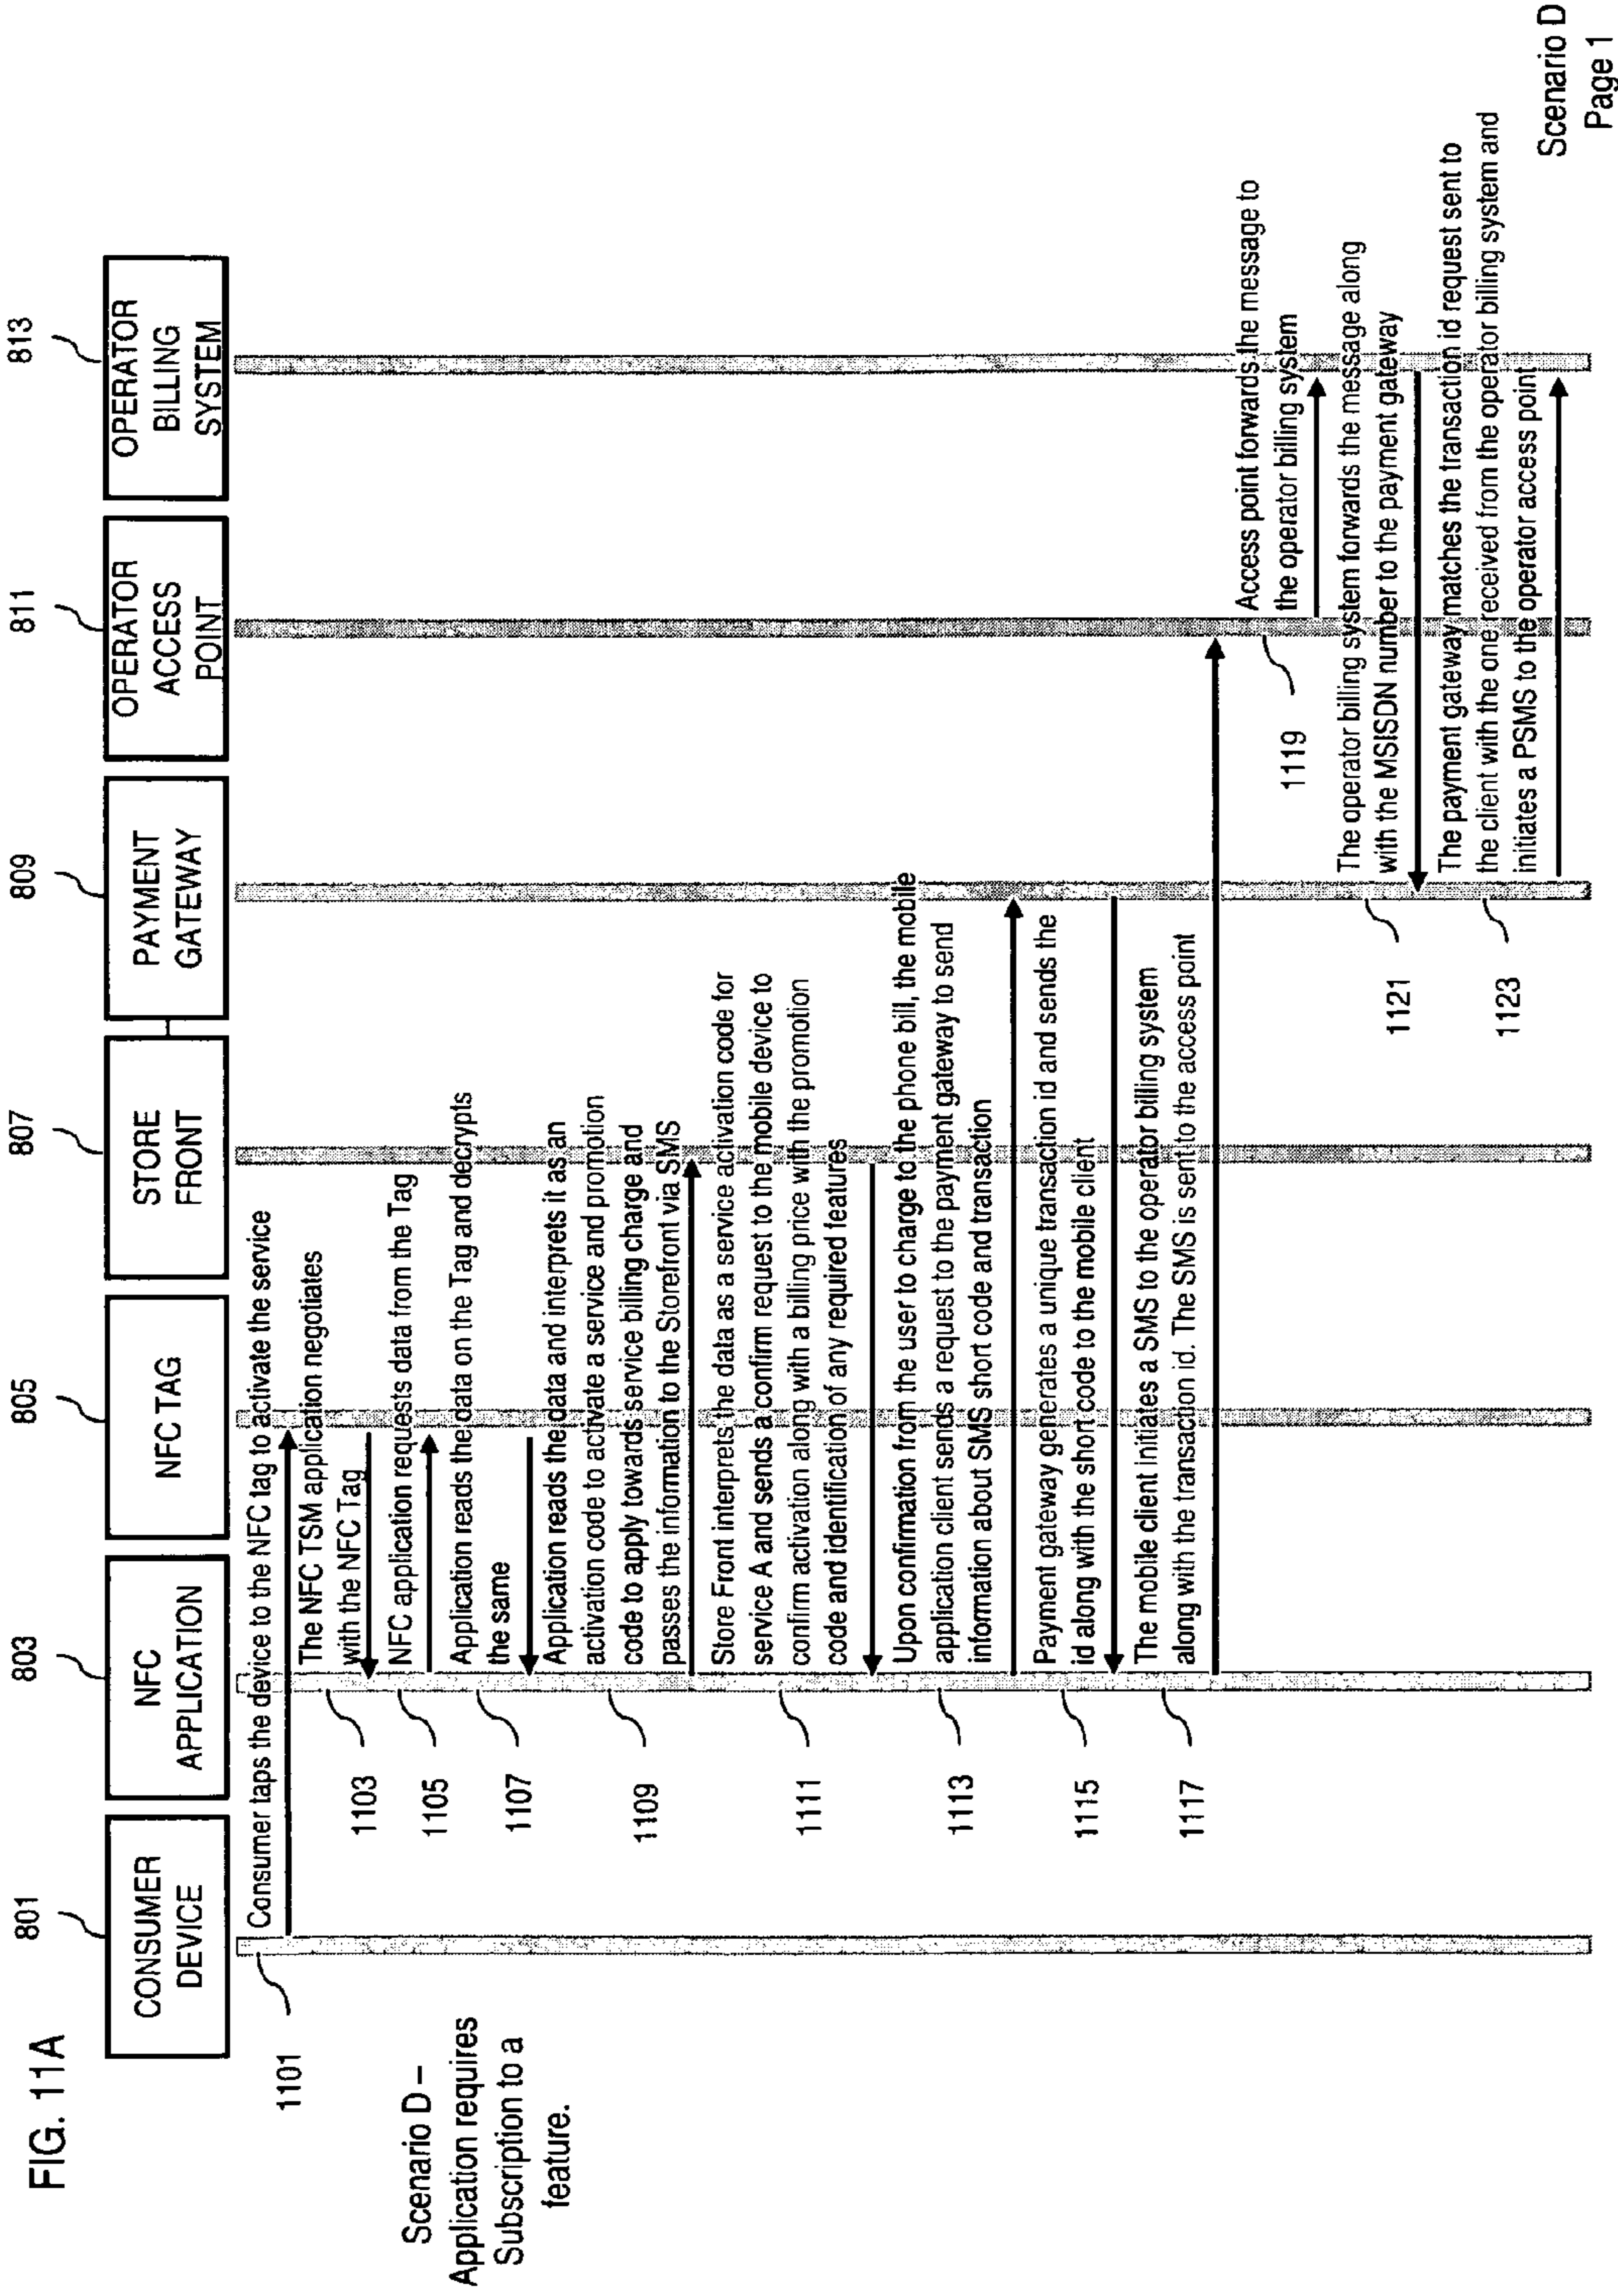 FIG. 11A
801
803
805
807
809
811
813
CONSUMER
DEVICE
NFC
APPLICATION
NFC TAG
STORE
FRONT
PAYMENT
GATEWAY
OPERATOR
ACCESS
POINT
OPERATOR
BILLING
SYSTEM
Scenario D –
Application requires
Subscription to a
feature.
1101
Consumer taps the device to the NFC tag to activate the service
1103
The NFC TSM application negotiates
with the NFC Tag
1105
NFC application requests data from the Tag
1107
Application reads the data on the Tag and decrypts
the same
1109
Application reads the data and interprets it as an
activation code to activate a service and promotion
code to apply towards service billing charge and
passes the information to the Storefront via SMS
1111
Store Front interprets the data as a service activation code for
service A and sends a confirm request to the mobile device to
confirm activation along with a billing price with the promotion
code and identification of any required features
1113
Upon confirmation from the user to charge to the phone bill, the mobile
application client sends a request to the payment gateway to send
information about SMS short code and transaction
1115
Payment gateway generates a unique transaction id and sends the
id along with the short code to the mobile client
1117
The mobile client initiates a SMS to the operator billing system
along with the transaction id. The SMS is sent to the access point
1119
Access point forwards the message to
the operator billing system
1121
The operator billing system forwards the message along
with the MSISDN number to the payment gateway
1123
The payment gateway matches the transaction id request sent to
the client with the one received from the operator billing system and
initiates a PSMS to the operator access point
Scenario D
Page 1